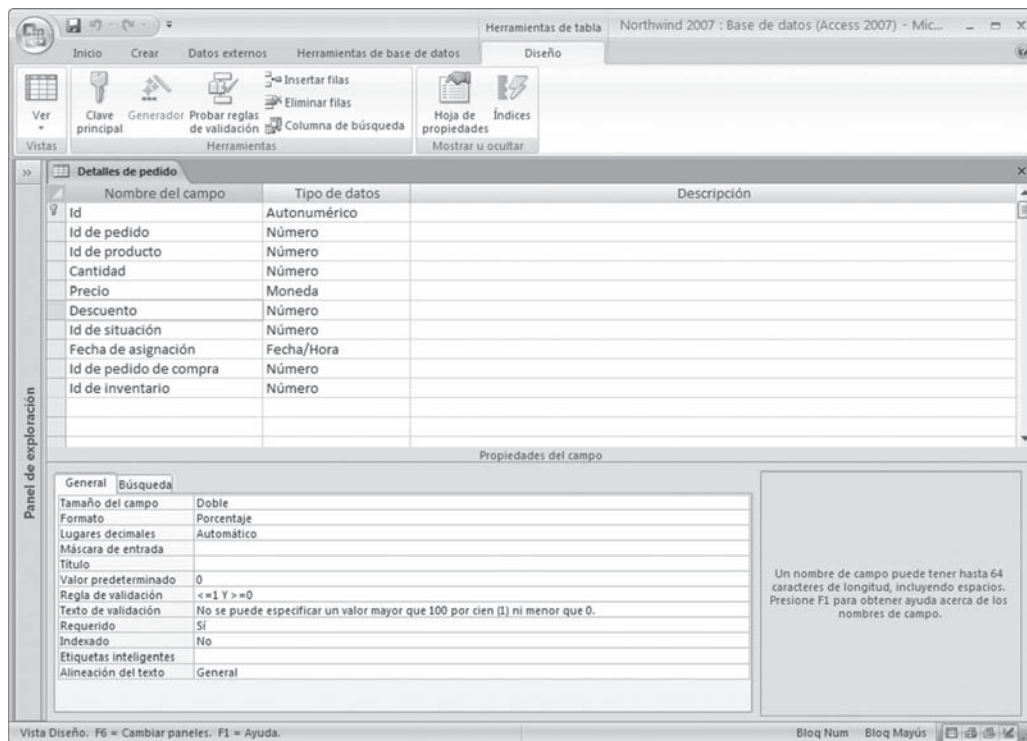 Herramientas de tabla
Northwind 2007 : Base de datos (Access 2007) - Mic...
Inicio Crear Datos externos Herramientas de base de datos Diseño
Ver
Vistas
Clave principal
Generador
Probar reglas de validación
Insertar filas
Eliminar filas
Columna de búsqueda
Herramientas
Hoja de propiedades
Índices
Mostrar u ocultar
Detalles de pedido
Nombre del campo Tipo de datos Descripción
Id Autonumérico
Id de pedido Número
Id de producto Número
Cantidad Número
Precio Moneda
Descuento Número
Id de situación Número
Fecha de asignación Fecha/Hora
Id de pedido de compra Número
Id de inventario Número
Panel de exploración
Propiedades del campo
General Búsqueda
Tamaño del campo Doble
Formato Porcentaje
Lugares decimales Automático
Máscara de entrada
Título
Valor predeterminado 0
Regla de validación <=1 Y >=0
Texto de validación No se puede especificar un valor mayor que 100 por cien (1) ni menor que 0.
Requerido Sí
Indexado No
Etiquetas inteligentes
Alineación del texto General
Un nombre de campo puede tener hasta 64
caracteres de longitud, incluyendo espacios.
Presione F1 para obtener ayuda acerca de los
nombres de campo.
Vista Diseño. F6 = Cambiar paneles. F1 = Ayuda.
Bloq Num Bloq Mayús